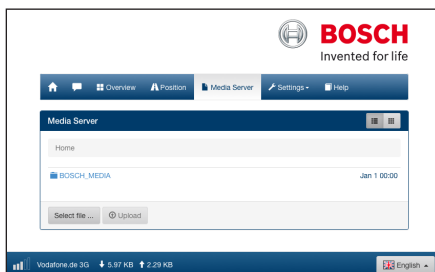 BOSCH
Invented for life
Overview Position Media Server Settings Help
Media Server
Home
BOSCH_MEDIA Jan 1 00:00
Select file ... Upload
Vodafone.de 3G 5.97 KB 2.29 KB English